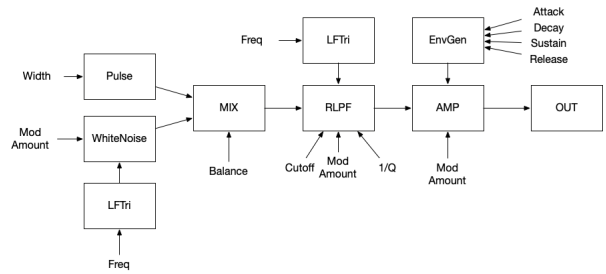 Attack
Decay
Sustain
Release
Freq
LFTri
EnvGen
Width
Pulse
MIX
RLPF
AMP
OUT
Mod
Amount
WhiteNoise
Balance
Cutoff
Mod
Amount
1/Q
Mod
Amount
LFTri
Freq